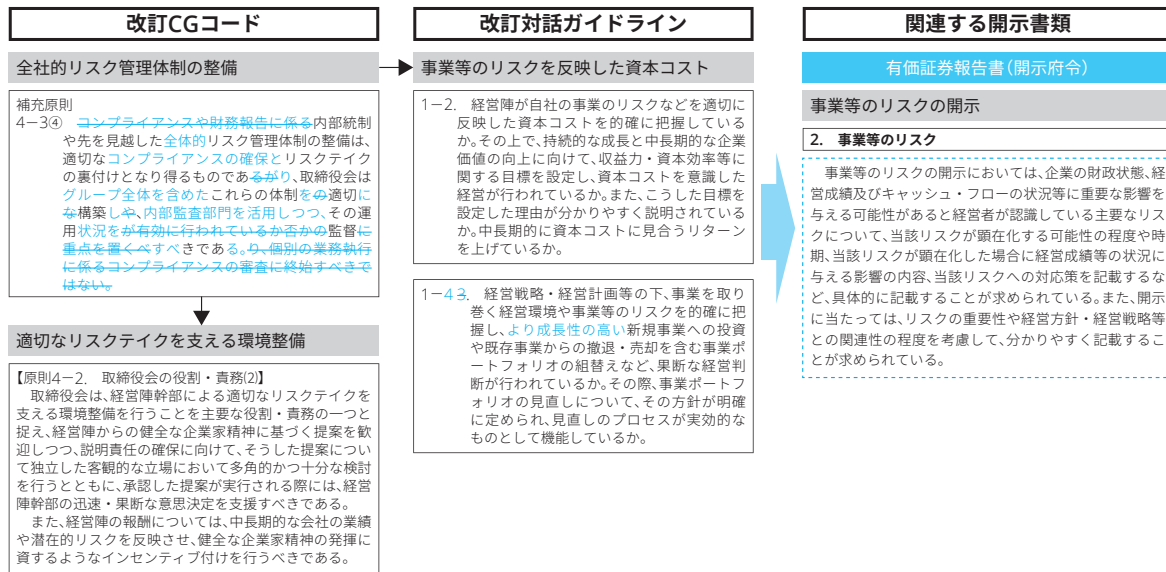 改訂CGコード
全社的リスク管理体制の整備
補充原則
4－3④ コンプライアンスや財務報告に係る内部統制
や先を見越した全体的リスク管理体制の整備は、
適切なコンプライアンスの確保とリスクテイク
の裏付けとなり得るものであるがり、取締役会は
グループ全体を含めたこれらの体制をの適切に
な構築しや、内部監査部門を活用しつつ、その運
用状況をが有効に行われているか否かの監督に
重点を置くべすべきである。り、個別の業務執行
に係るコンプライアンスの審査に終始すべきで
はない。
適切なリスクテイクを支える環境整備
【原則4－2． 取締役会の役割・責務⑵】
取締役会は、経営陣幹部による適切なリスクテイクを
支える環境整備を行うことを主要な役割・責務の一つと
捉え、経営陣からの健全な企業家精神に基づく提案を歓
迎しつつ、説明責任の確保に向けて、そうした提案につい
て独立した客観的な立場において多角的かつ十分な検討
を行うとともに、承認した提案が実行される際には、経営
陣幹部の迅速・果断な意思決定を支援すべきである。
また、経営陣の報酬については、中長期的な会社の業績
や潜在的リスクを反映させ、健全な企業家精神の発揮に
資するようなインセンティブ付けを行うべきである。
改訂対話ガイドライン
事業等のリスクを反映した資本コスト
1－2． 経営陣が自社の事業のリスクなどを適切に
反映した資本コストを的確に把握している
か。その上で、持続的な成長と中長期的な企業
価値の向上に向けて、収益力・資本効率等に
関する目標を設定し、資本コストを意識した
経営が行われているか。また、こうした目標を
設定した理由が分かりやすく説明されている
か。中長期的に資本コストに見合うリターン
を上げているか。
1－43． 経営戦略・経営計画等の下、事業を取り
巻く経営環境や事業等のリスクを的確に把
握し、より成長性の高い新規事業への投資
や既存事業からの撤退・売却を含む事業ポ
ートフォリオの組替えなど、果断な経営判
断が行われているか。その際、事業ポートフ
ォリオの見直しについて、その方針が明確
に定められ、見直しのプロセスが実効的な
ものとして機能しているか。
関連する開示書類
有価証券報告書（開示府令）
事業等のリスクの開示
2． 事業等のリスク
事業等のリスクの開示においては、企業の財政状態、経
営成績及びキャッシュ・フローの状況等に重要な影響を
与える可能性があると経営者が認識している主要なリス
クについて、当該リスクが顕在化する可能性の程度や時
期、当該リスクが顕在化した場合に経営成績等の状況に
与える影響の内容、当該リスクへの対応策を記載するな
ど、具体的に記載することが求められている。また、開示
に当たっては、リスクの重要性や経営方針・経営戦略等
との関連性の程度を考慮して、分かりやすく記載するこ
とが求められている。